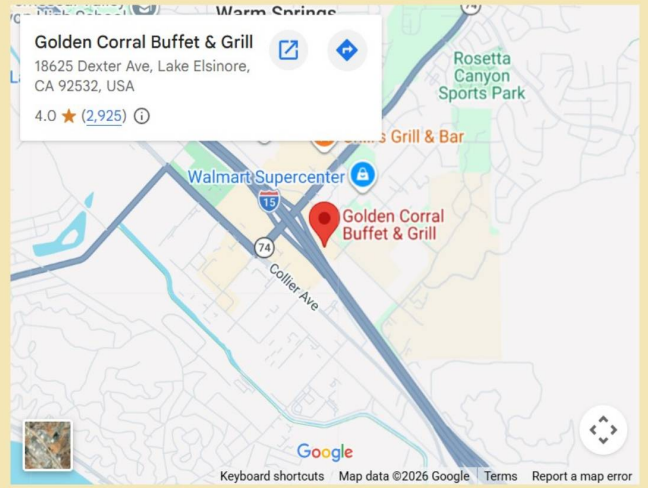 Warm Springs
74
Golden Corral Buffet & Grill
18625 Dexter Ave, Lake Elsinore,
CA 92532, USA
4.0 ★ (2,925)
Rosetta
Canyon
Sports Park
Grill & Bar
Walmart Supercenter
15
Golden Corral
Buffet & Grill
74
Collier Ave
Google
Keyboard shortcuts
Map data ©2026 Google
Terms
Report a map error